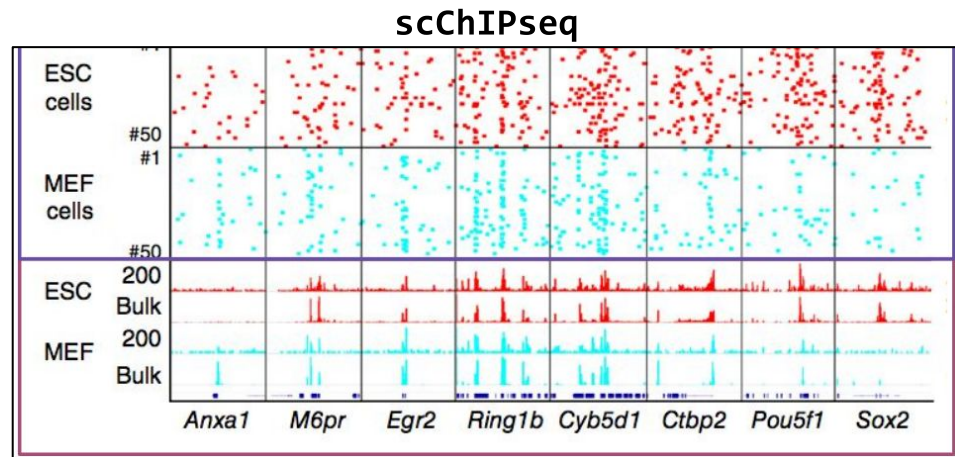 scChIPseq
ESC
cells
#50
#1
MEF
cells
#50
ESC 200
Bulk
MEF 200
Bulk
Anxa1 M6pr Egr2 Ring1b Cyb5d1 Ctbp2 Pou5f1 Sox2